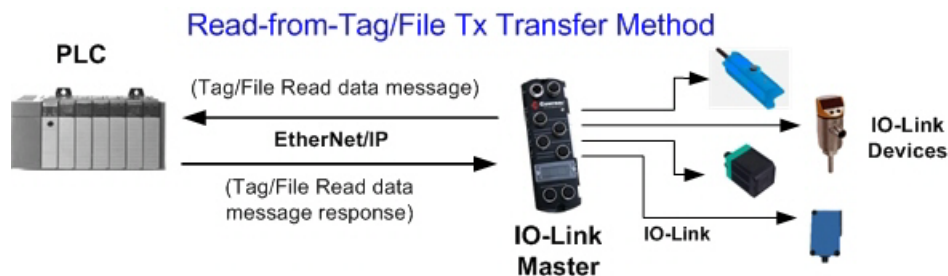 Read-from-Tag/File Tx Transfer Method
PLC
(Tag/File Read data message)
EtherNet/IP
(Tag/File Read data
message response)
IO-Link
Master
IO-Link
IO-Link
Devices